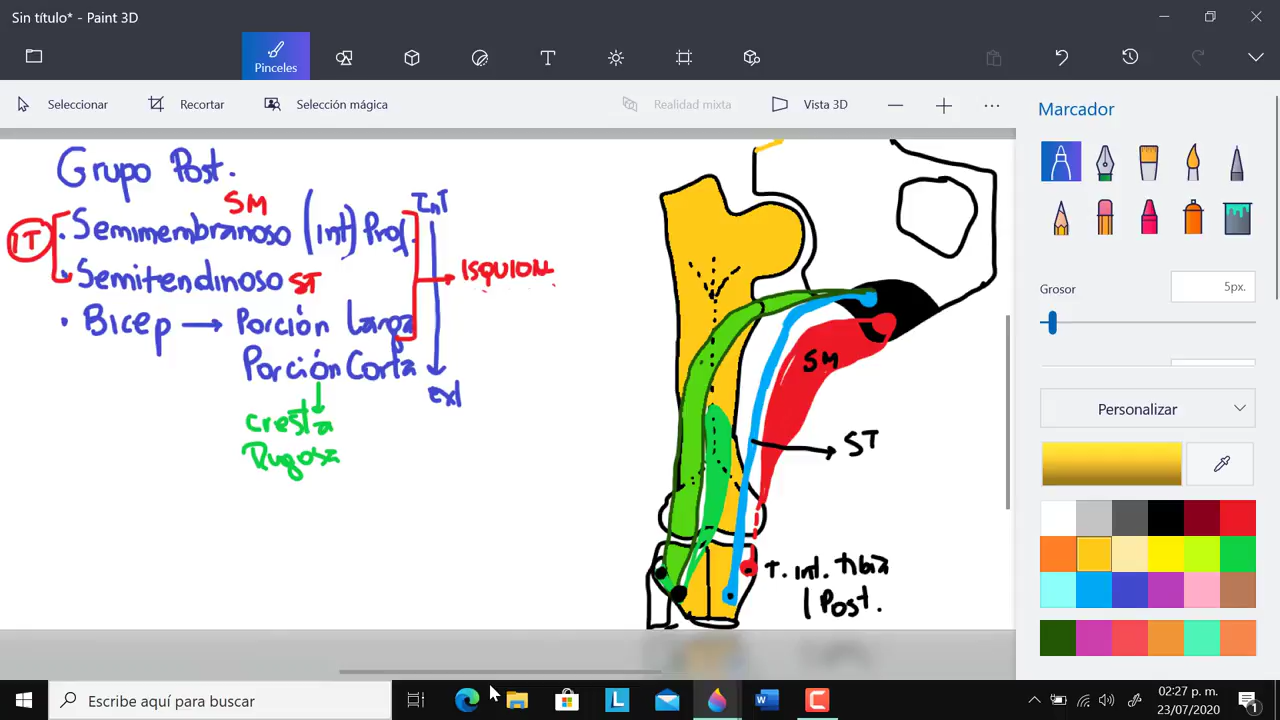 Sin título* - Paint 3D
Pinceles
Seleccionar
Recortar
Selección mágica
Realidad mixta
Vista 3D
Marcador
Grosor
5px.
Personalizar
Grupo Post.
SM
Int
IT
. Semimembranoso (Int) Prof.
. Semitendinoso ST
ISQUION
. Bicep → Porción Larga
Porción Corta
ext
cresta
Rugosa
SM
ST
T. int. tibia
Post.
Escribe aquí para buscar
02:27 p. m.
23/07/2020
1